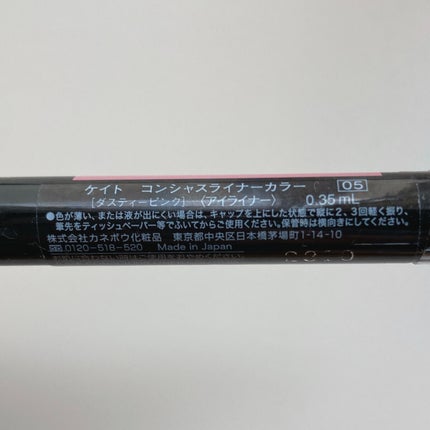 ケイト コンシャスライナーカラー 05
[ダスティーピンク] 〈アイライナー〉 0.35mL
●色が薄い、または液が出にくい場合は、キャップを上にした状態で縦に2、3回軽く振り、
筆先をティッシュペーパー等でふいてからご使用ください。保管時は横向きにしてください。
株式会社カネボウ化粧品 東京都中央区日本橋茅場町1-14-10
0120-518-520 Made in Japan